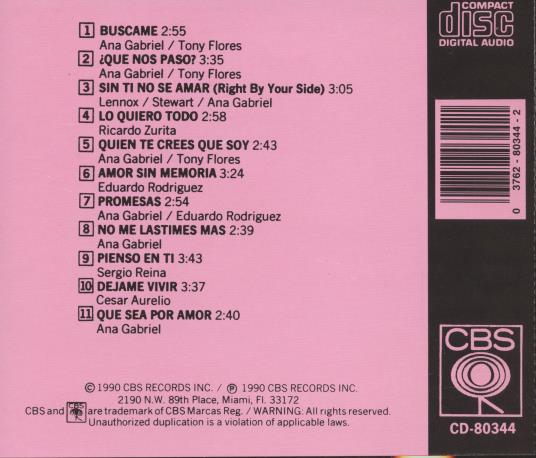 1 BUSCAME 2:55
Ana Gabriel / Tony Flores
2 ¿QUE NOS PASO? 3:35
Ana Gabriel / Tony Flores
3 SIN TI NO SE AMAR (Right By Your Side) 3:05
Lennox / Stewart / Ana Gabriel
4 LO QUIERO TODO 2:58
Ricardo Zurita
5 QUIEN TE CREES QUE SOY 2:43
Ana Gabriel / Tony Flores
6 AMOR SIN MEMORIA 3:24
Eduardo Rodriguez
7 PROMESAS 2:54
Ana Gabriel / Eduardo Rodriguez
8 NO ME LASTIMES MAS 2:39
Ana Gabriel
9 PIENSO EN TI 3:43
Sergio Reina
10 DEJAME VIVIR 3:37
Cesar Aurelio
11 QUE SEA POR AMOR 2:40
Ana Gabriel
© 1990 CBS RECORDS INC. / ℗ 1990 CBS RECORDS INC.
2190 N.W. 89th Place, Miami, Fl. 33172
CBS and are trademark of CBS Marcas Reg. / WARNING: All rights reserved.
Unauthorized duplication is a violation of applicable laws.
COMPACT
disc
DIGITAL AUDIO
0 3762-80344-2
CBS
CD-80344